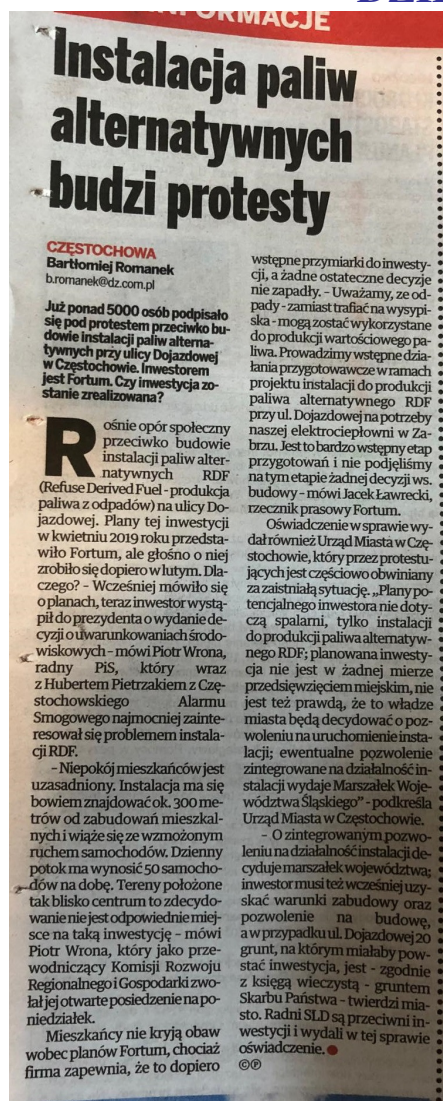 INFORMACJE
Instalacja paliw
alternatywnych
budzi protesty
CZĘSTOCHOWA
Bartłomiej Romanek
b.romanek@dz.com.pl
Już ponad 5000 osób podpisało
się pod protestem przeciwko bu-
dowie instalacji paliw alterna-
tywnych przy ulicy Dojazdowej
w Częstochowie. Inwestorem
jest Fortum. Czy inwestycja zo-
stanie zrealizowana?
Rośnie opór społeczny
przeciwko budowie
instalacji paliw alter-
natywnych RDF
(Refuse Derived Fuel - produkcja
paliwa z odpadów) na ulicy Do-
jazdowej. Plany tej inwestycji
w kwietniu 2019 roku przedsta-
wiło Fortum, ale głośno o niej
zrobiło się dopiero w lutym. Dla-
czego? - Wcześniej mówiło się
o planach, teraz inwestor wystą-
pił do prezydenta o wydanie de-
cyzji o uwarunkowaniach środo-
wiskowych - mówi Piotr Wrona,
radny PiS, który wraz
z Hubertem Pietrzakiem z Czę-
stochowskiego Alarmu
Smogowego najmocniej zainte-
resował się problemem instala-
cji RDF.
- Niepokój mieszkańców jest
uzasadniony. Instalacja ma się
bowiem znajdować ok. 300 me-
trów od zabudowań mieszkal-
nych i wiąże się ze wzmożonym
ruchem samochodów. Dzienny
potok ma wynosić 50 samocho-
dów na dobę. Tereny położone
tak blisko centrum to zdecydo-
wanie nie jest odpowiednie miej-
sce na taką inwestycję - mówi
Piotr Wrona, który jako prze-
wodniczący Komisji Rozwoju
Regionalnego i Gospodarki zwo-
łał jej otwarte posiedzenie na po-
niedziałek.
Mieszkańcy nie kryją obaw
wobec planów Fortum, chociaż
firma zapewnia, że to dopiero
wstępne przymiarki do inwesty-
cji, a żadne ostateczne decyzje
nie zapadły. - Uważamy, ze od-
pady - zamiast trafiać na wysypi-
ska - mogą zostać wykorzystane
do produkcji wartościowego pa-
liwa. Prowadzimy wstępne dzia-
łania przygotowawcze w ramach
projektu instalacji do produkcji
paliwa alternatywnego RDF
przy ul. Dojazdowej na potrzeby
naszej elektrociepłowni w Za-
brzu. Jest to bardzo wstępny etap
przygotowań i nie podjęliśmy
na tym etapie żadnej decyzji ws.
budowy - mówi Jacek Ławrecki,
rzecznik prasowy Fortum.
Oświadczenie w sprawie wy-
dał również Urząd Miasta w Czę-
stochowie, który przez protestu-
jących jest częściowo obwiniany
za zaistniałą sytuację. „Plany po-
tencjalnego inwestora nie doty-
czą spalarni, tylko instalacji
do produkcji paliwa alternatyw-
nego RDF; planowana inwesty-
cja nie jest w żadnej mierze
przedsięwzięciem miejskim, nie
jest też prawdą, że to władze
miasta będą decydować o poz-
woleniu na uruchomienie insta-
lacji; ewentualne pozwolenie
zintegrowane na działalność in-
stalacji wydaje Marszałek Woje-
wództwa Śląskiego" - podkreśla
Urząd Miasta w Częstochowie.
- O zintegrowanym pozwo-
leniu na działalność instalacji de-
cyduje marszałek województwa;
inwestor musi też wcześniej uzy-
skać warunki zabudowy oraz
pozwolenie na budowę,
a w przypadku ul. Dojazdowej 20
grunt, na którym miałaby pow-
stać inwestycja, jest - zgodnie
z księgą wieczystą - gruntem
Skarbu Państwa - twierdzi mia-
sto. Radni SLD są przeciwni in-
westycji i wydali w tej sprawie
oświadczenie.
©℗